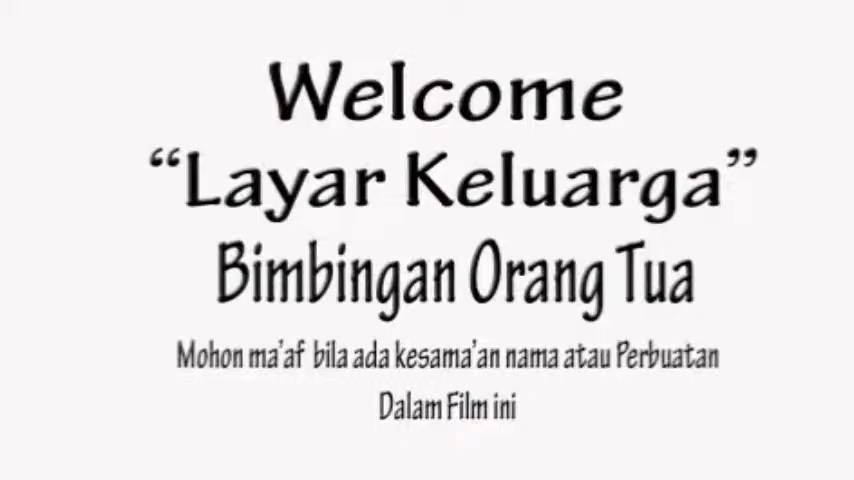 Welcome
“Layar Keluarga”
Bimbingan Orang Tua
Mohon ma'af bila ada kesama'an nama atau Perbuatan
Dalam Film ini